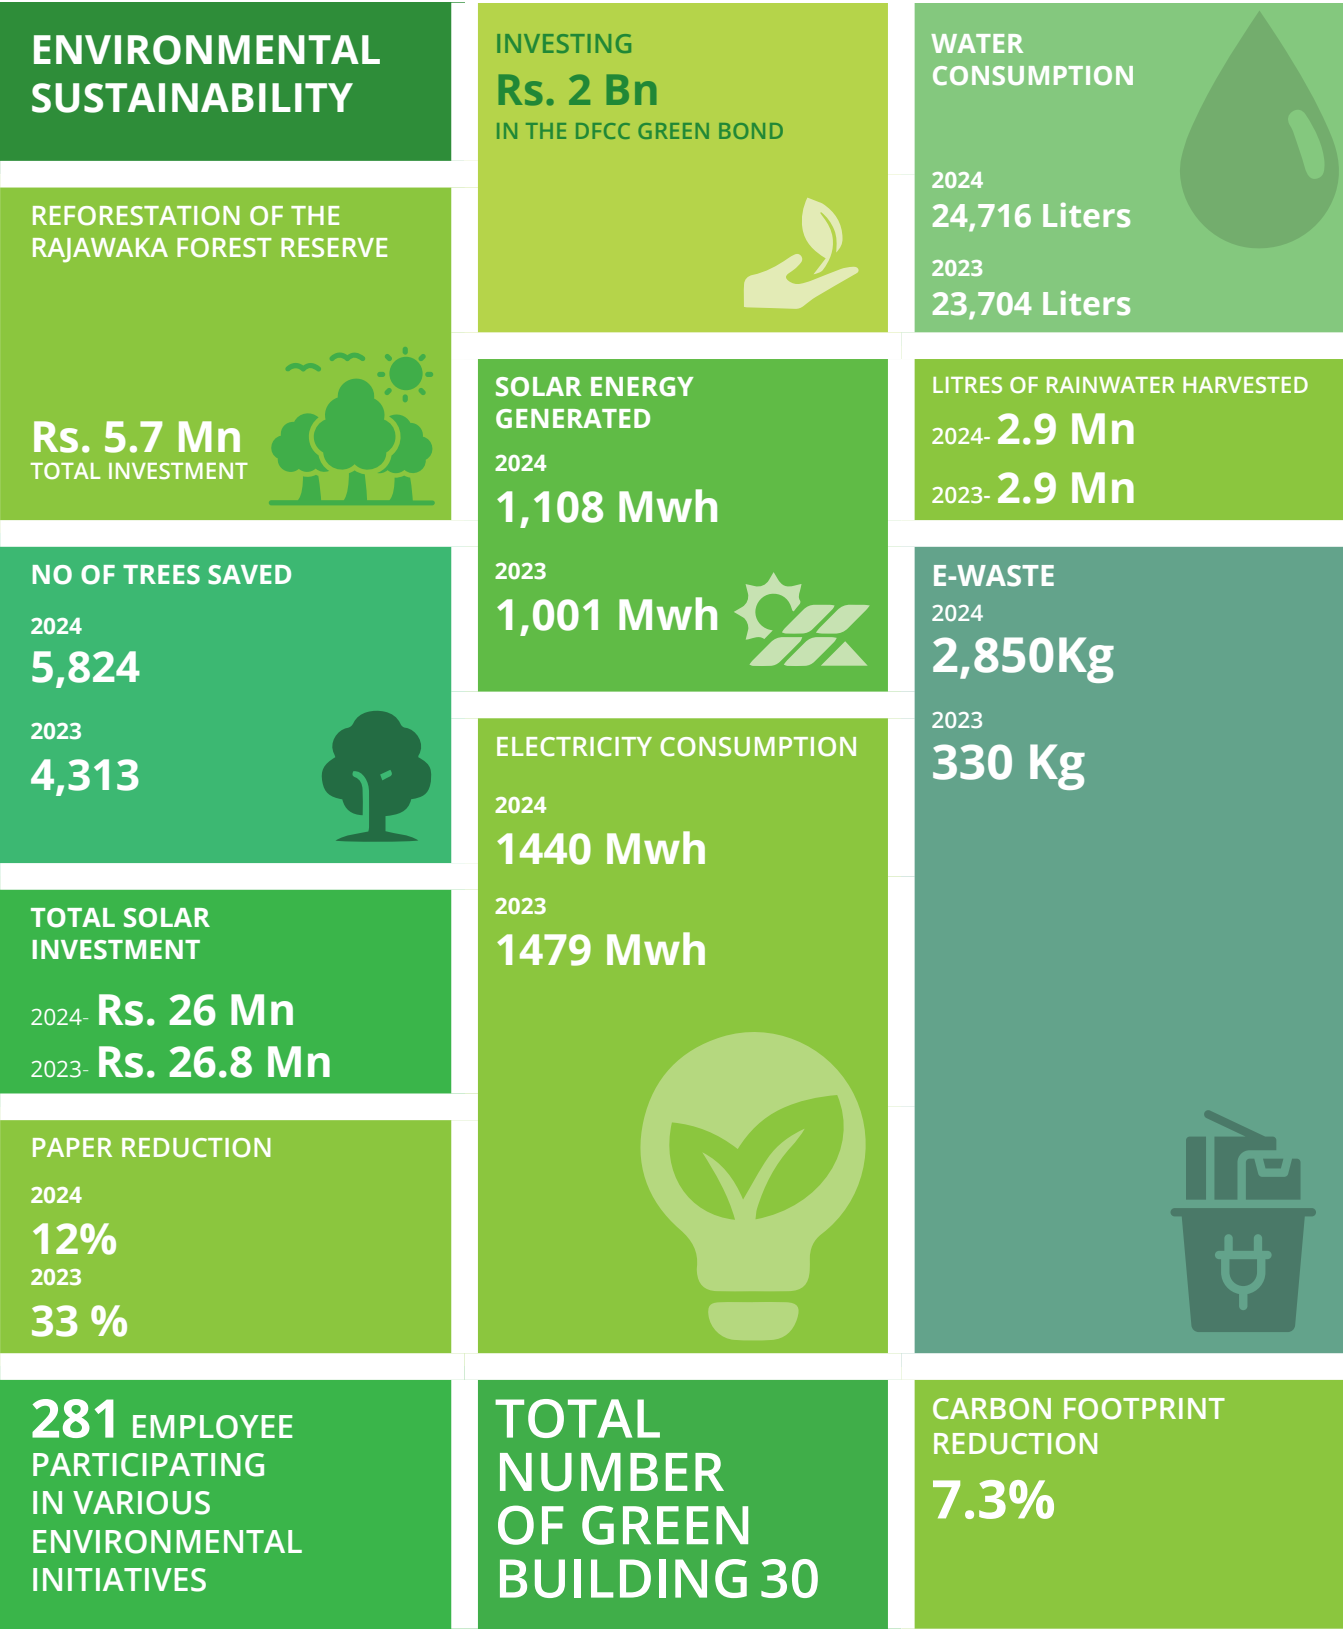 ENVIRONMENTAL
SUSTAINABILITY
REFORESTATION OF THE
RAJAWAKA FOREST RESERVE
Rs. 5.7 Mn
TOTAL INVESTMENT
NO OF TREES SAVED
2024
5,824
2023
4,313
TOTAL SOLAR
INVESTMENT
2024- Rs. 26 Mn
2023- Rs. 26.8 Mn
PAPER REDUCTION
2024
12%
2023
33 %
281 EMPLOYEE
PARTICIPATING
IN VARIOUS
ENVIRONMENTAL
INITIATIVES
INVESTING
Rs. 2 Bn
IN THE DFCC GREEN BOND
SOLAR ENERGY
GENERATED
2024
1,108 Mwh
2023
1,001 Mwh
ELECTRICITY CONSUMPTION
2024
1440 Mwh
2023
1479 Mwh
TOTAL
NUMBER
OF GREEN
BUILDING 30
WATER
CONSUMPTION
2024
24,716 Liters
2023
23,704 Liters
LITRES OF RAINWATER HARVESTED
2024- 2.9 Mn
2023- 2.9 Mn
E-WASTE
2024
2,850Kg
2023
330 Kg
CARBON FOOTPRINT
REDUCTION
7.3%